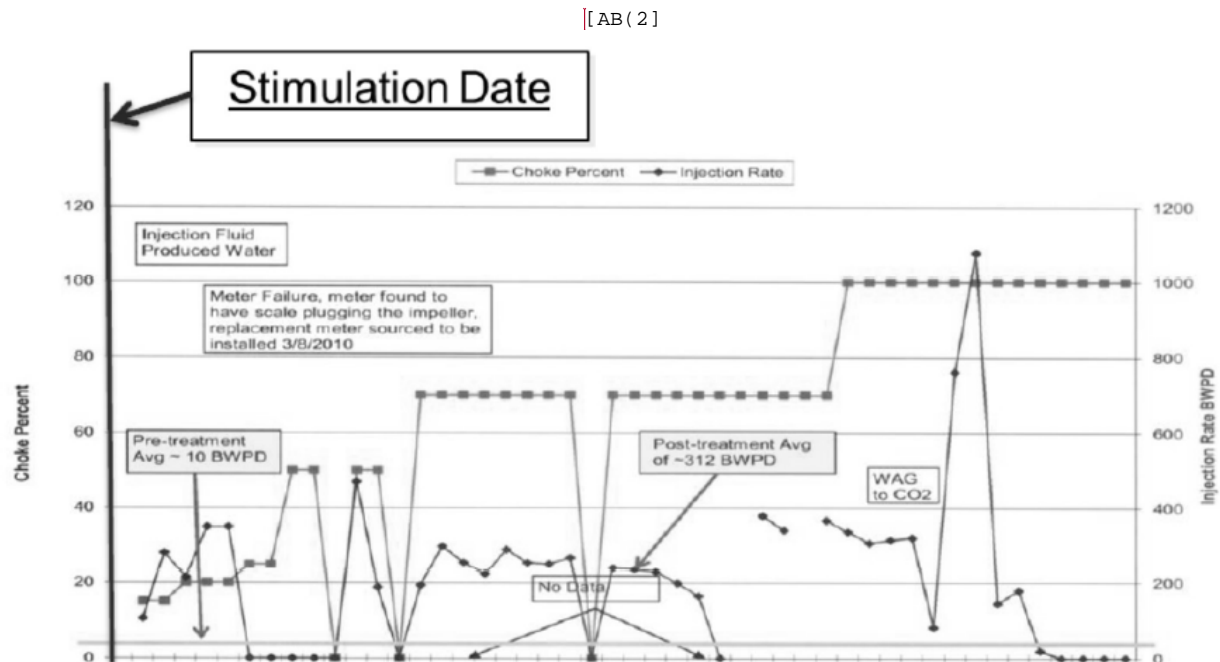 [AB(2]
Stimulation Date
Choke Percent Injection Rate
120
100
80
60
40
20
0
1200
1000
800
600
400
200
0
Choke Percent
Injection Rate BWPD
Injection Fluid
Produced Water
Meter Failure, meter found to
have scale plugging the impeller,
replacement meter sourced to be
installed 3/8/2010
Pre-treatment
Avg ~ 10 BWPD
Post-treatment Avg
of ~312 BWPD
WAG
to CO2
No Data